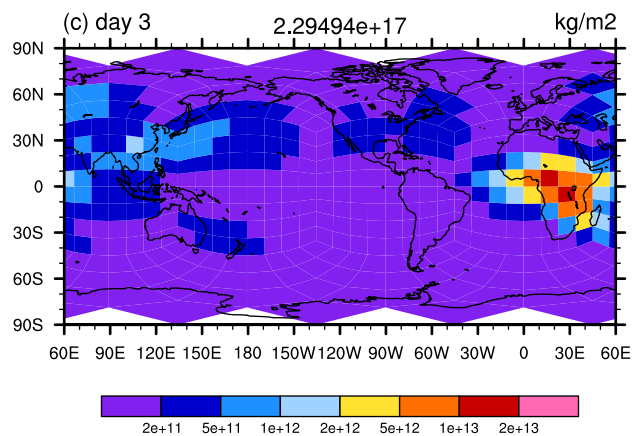 (c) day 3 2.29494e+17 kg/m2
90N
60N
30N
0
30S
60S
90S
60E 90E 120E 150E 180 150W 120W 90W 60W 30W 0 30E 60E
2e+11 5e+11 1e+12 2e+12 5e+12 1e+13 2e+13